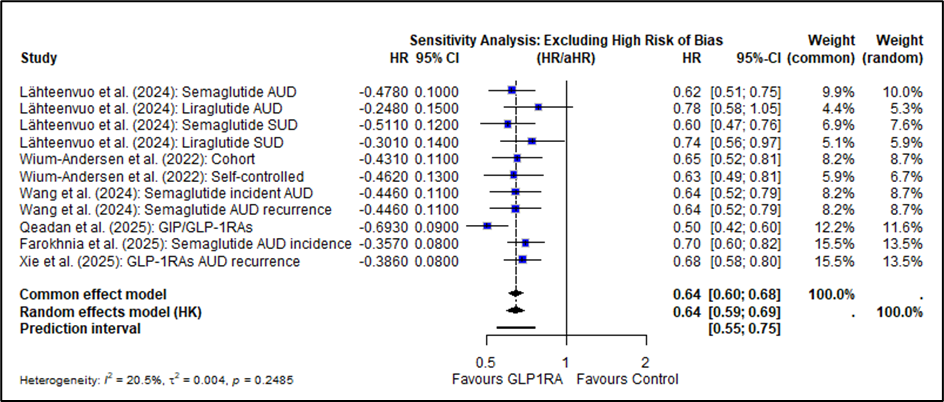 Sensitivity Analysis: Excluding High Risk of Bias Weight Weight
Study HR 95% CI (HR/aHR) HR 95%-CI (common) (random)
Lähteenvuo et al. (2024): Semaglutide AUD -0.4780 0.1000 0.62 [0.51; 0.75] 9.9% 10.0%
Lähteenvuo et al. (2024): Liraglutide AUD -0.2480 0.1500 0.78 [0.58; 1.05] 4.4% 5.3%
Lähteenvuo et al. (2024): Semaglutide SUD -0.5110 0.1200 0.60 [0.47; 0.76] 6.9% 7.6%
Lähteenvuo et al. (2024): Liraglutide SUD -0.3010 0.1400 0.74 [0.56; 0.97] 5.1% 5.9%
Wium-Andersen et al. (2022): Cohort -0.4310 0.1100 0.65 [0.52; 0.81] 8.2% 8.7%
Wium-Andersen et al. (2022): Self-controlled -0.4620 0.1300 0.63 [0.49; 0.81] 5.9% 6.7%
Wang et al. (2024): Semaglutide incident AUD -0.4460 0.1100 0.64 [0.52; 0.79] 8.2% 8.7%
Wang et al. (2024): Semaglutide AUD recurrence -0.4460 0.1100 0.64 [0.52; 0.79] 8.2% 8.7%
Qeadan et al. (2025): GIP/GLP-1RAs -0.6930 0.0900 0.50 [0.42; 0.60] 12.2% 11.6%
Farokhnia et al. (2025): Semaglutide AUD incidence -0.3570 0.0800 0.70 [0.60; 0.82] 15.5% 13.5%
Xie et al. (2025): GLP-1RAs AUD recurrence -0.3860 0.0800 0.68 [0.58; 0.80] 15.5% 13.5%
Common effect model 0.64 [0.60; 0.68] 100.0% .
Random effects model (HK) 0.64 [0.59; 0.69] . 100.0%
Prediction interval [0.55; 0.75]
0.5 1 2
Heterogeneity: I² = 20.5%, τ² = 0.004, p = 0.2485 Favours GLP1RA Favours Control